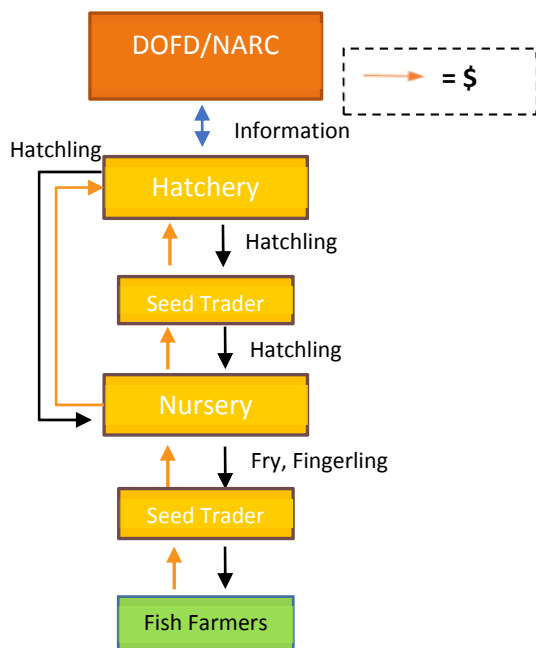 DOFD/NARC
= $
Information
Hatchling
Hatchery
Hatchling
Seed Trader
Hatchling
Nursery
Fry, Fingerling
Seed Trader
Fish Farmers